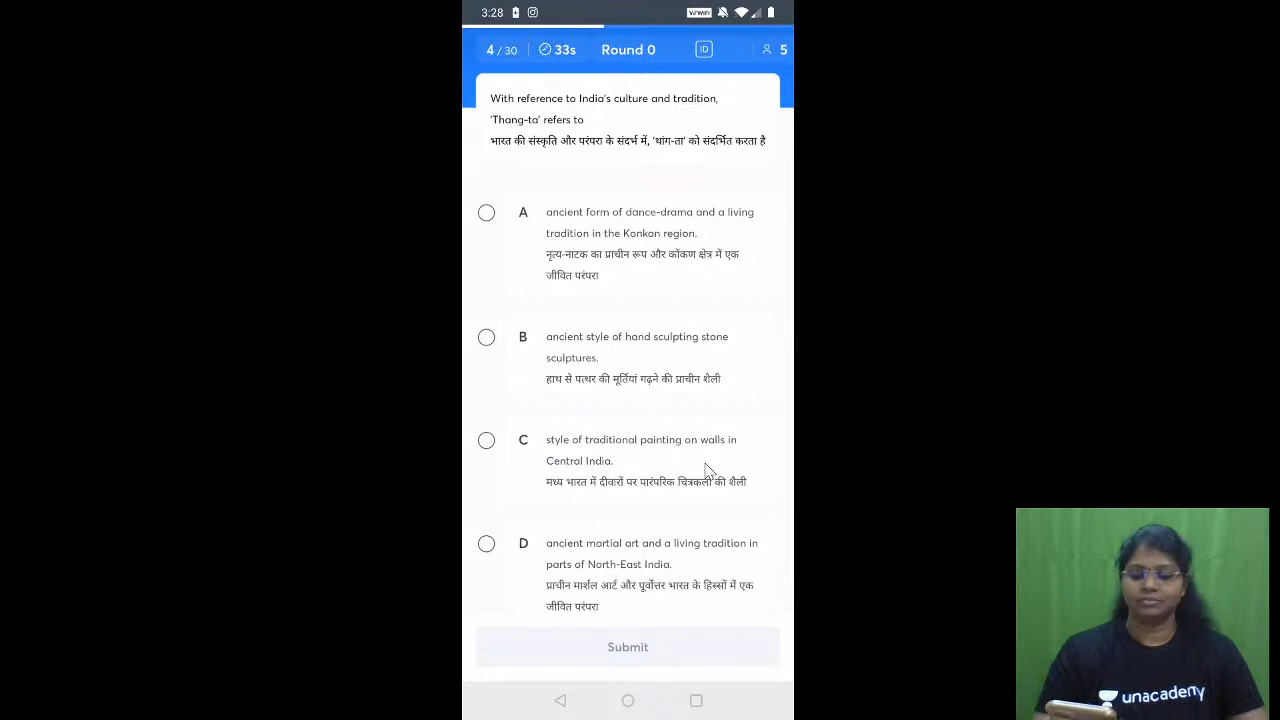 3:28
vrwin
4 / 30 33s Round 0 ID 5
With reference to India's culture and tradition,
'Thang-ta' refers to
भारत की संस्कृति और परंपरा के संदर्भ में, 'थांग-ता' को संदर्भित करता है
A ancient form of dance-drama and a living
tradition in the Konkan region.
नृत्य-नाटक का प्राचीन रूप और कोंकण क्षेत्र में एक
जीवित परंपरा
B ancient style of hand sculpting stone
sculptures.
हाथ से पत्थर की मूर्तियां गढ़ने की प्राचीन शैली
C style of traditional painting on walls in
Central India.
मध्य भारत में दीवारों पर पारंपरिक चित्रकला की शैली
D ancient martial art and a living tradition in
parts of North-East India.
प्राचीन मार्शल आर्ट और पूर्वोत्तर भारत के हिस्सों में एक
जीवित परंपरा
Submit
unacademy